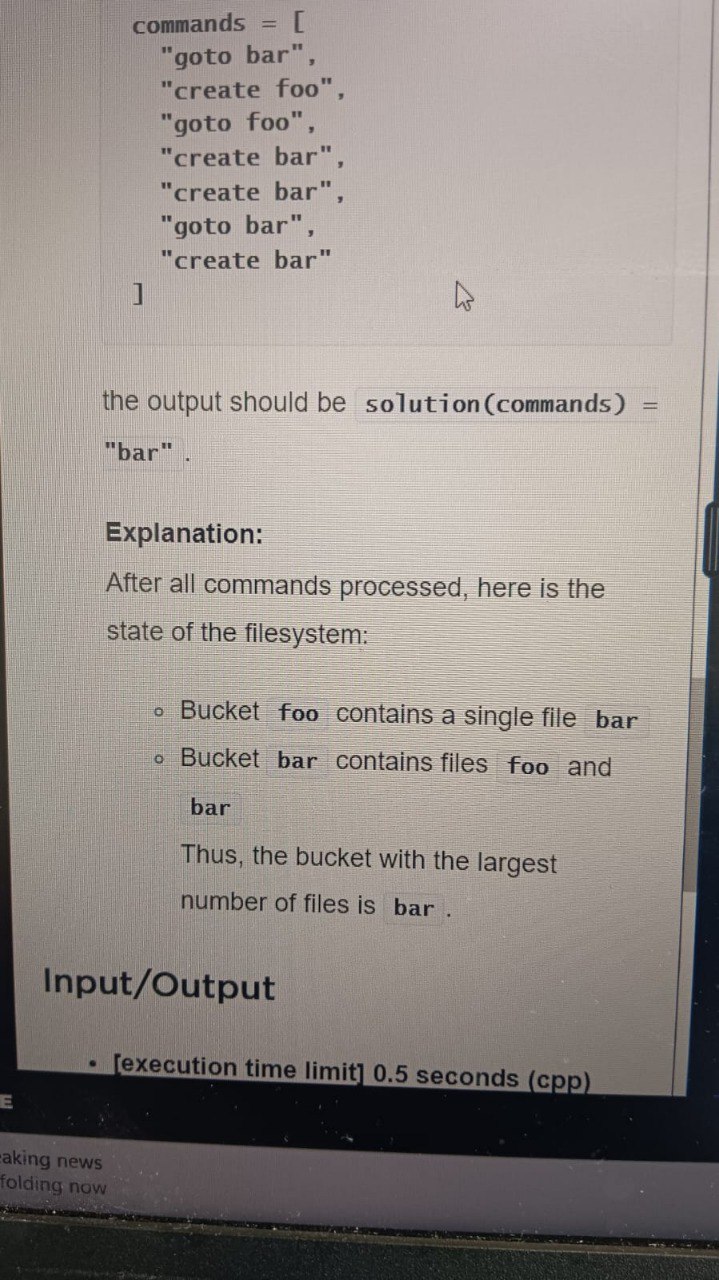 commands = [
"goto bar",
"create foo",
"goto foo",
"create bar",
"create bar",
"goto bar",
"create bar"
]
the output should be solution(commands) =
"bar" .
Explanation:
After all commands processed, here is the
state of the filesystem:
Bucket foo contains a single file bar
Bucket bar contains files foo and
bar
Thus, the bucket with the largest
number of files is bar .
Input/Output
• [execution time limit] 0.5 seconds (cpp)
E
eaking news
folding now